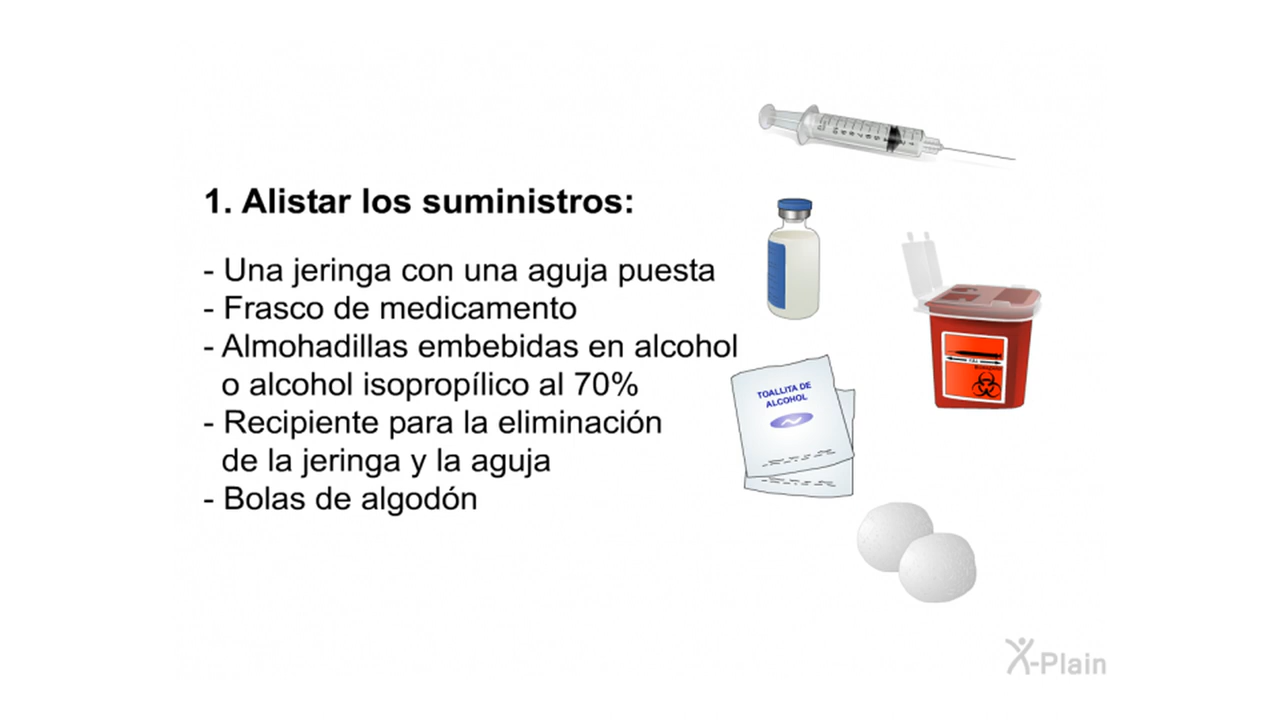 1. Alistar los suministros:
- Una jeringa con una aguja puesta
- Frasco de medicamento
- Almohadillas embebidas en alcohol
o alcohol isopropílico al 70%
- Recipiente para la eliminación
de la jeringa y la aguja
- Bolas de algodón
TOALLITA DE
ALCOHOL
X-Plain